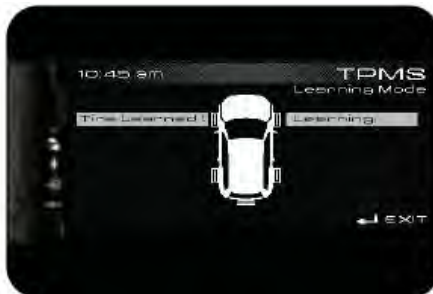 10:45 am
TPMS
Learning Mode
Tire Learned!
Learning
EXIT